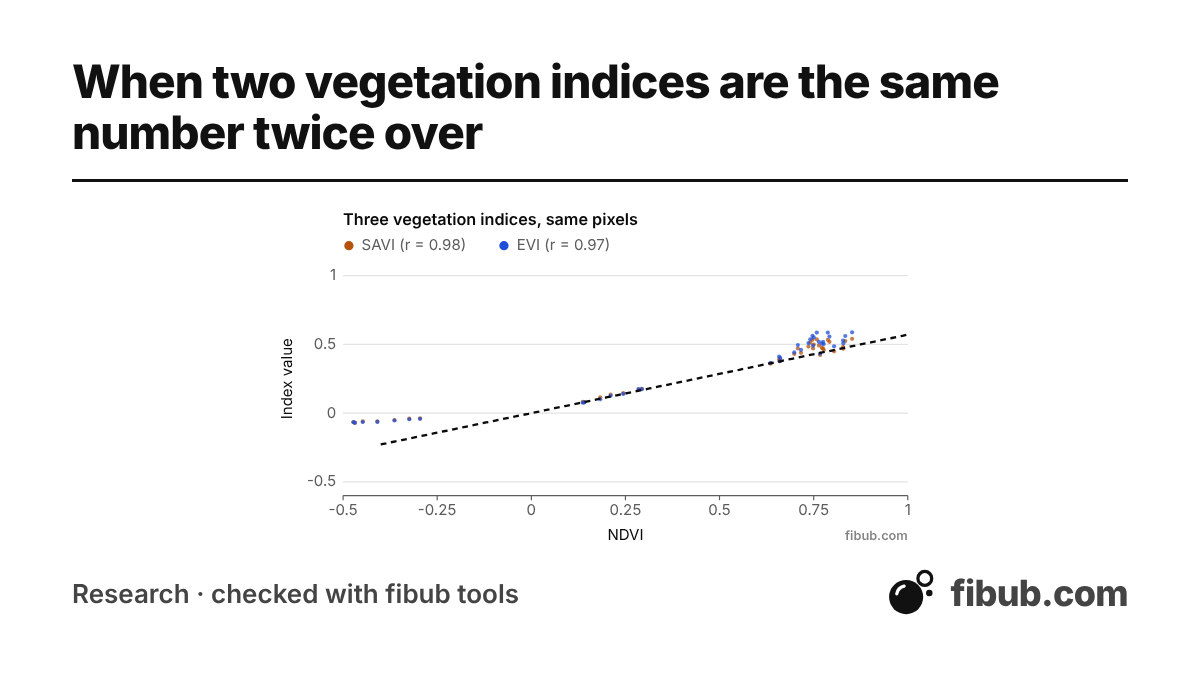 When two vegetation indices are the same
number twice over
Three vegetation indices, same pixels
SAVI (r = 0.98) EVI (r = 0.97)
1
0.5
0
-0.5
Index value
-0.5 -0.25 0 0.25 0.5 0.75 1
NDVI
fibub.com
Research · checked with fibub tools
fibub.com